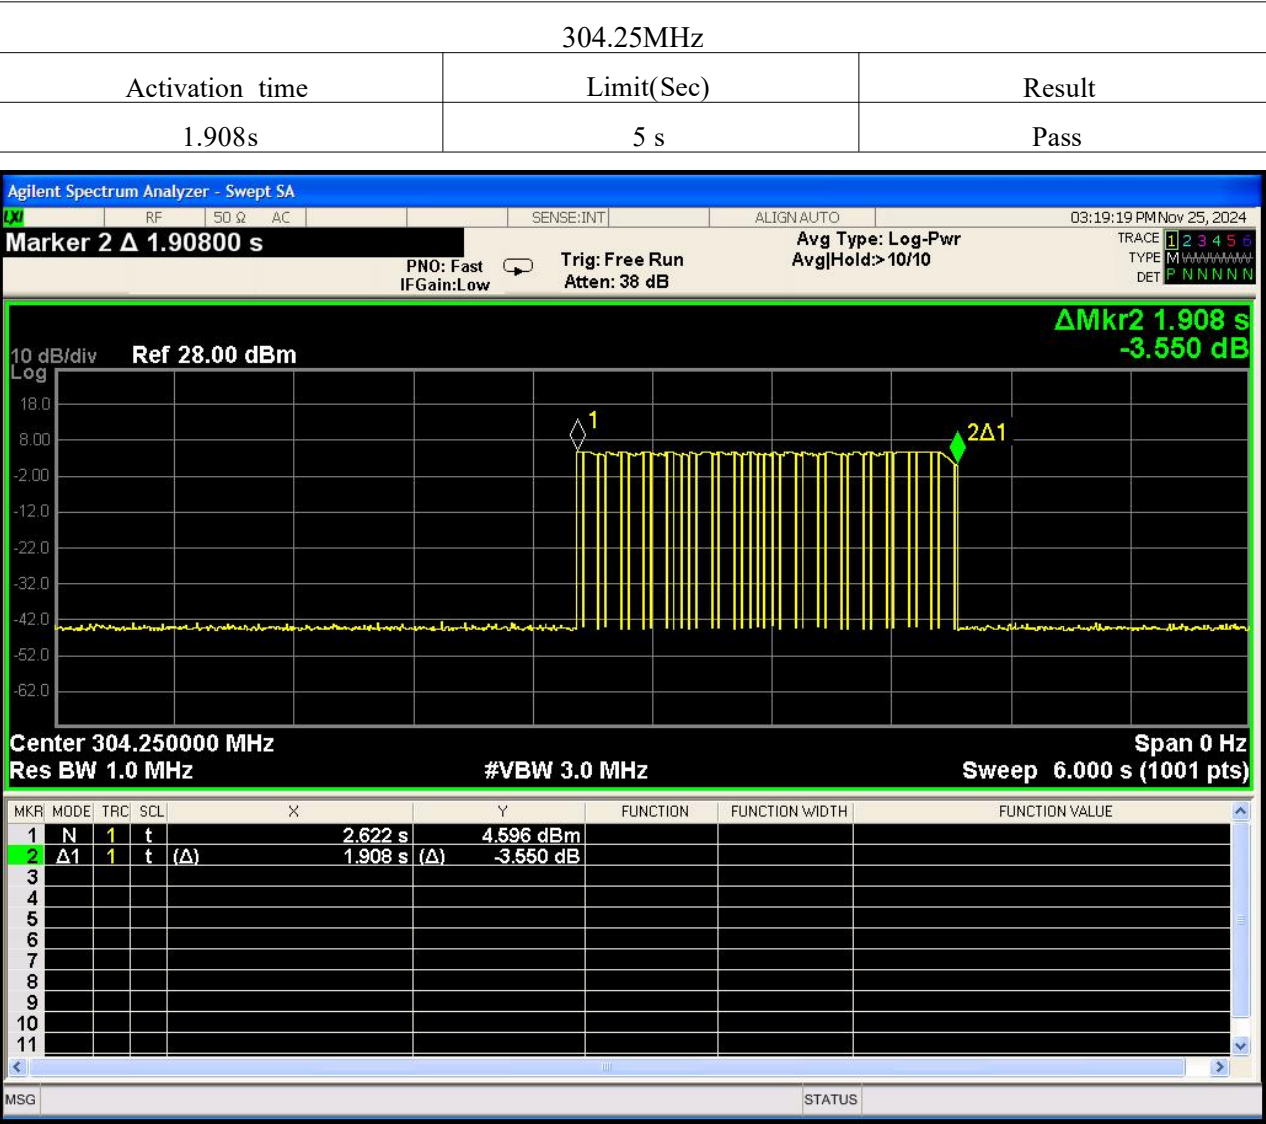 304.25MHz
Activation time Limit(Sec) Result
1.908s 5 s Pass
Agilent Spectrum Analyzer - Swept SA
LXI RF 50 Ω AC SENSE:INT ALIGN AUTO 03:19:19 PM Nov 25, 2024
Marker 2 Δ 1.90800 s
PNO: Fast
IFGain:Low
Trig: Free Run
Atten: 38 dB
Avg Type: Log-Pwr
Avg|Hold:>10/10
TRACE 1 2 3 4 5 6
TYPE M
DET P N N N N N
ΔMkr2 1.908 s
-3.550 dB
10 dB/div Ref 28.00 dBm
Log
18.0
8.00
-2.00
-12.0
-22.0
-32.0
-42.0
-52.0
-62.0
1
2Δ1
Center 304.250000 MHz Span 0 Hz
Res BW 1.0 MHz #VBW 3.0 MHz Sweep 6.000 s (1001 pts)
MKR MODE TRC SCL X Y FUNCTION FUNCTION WIDTH FUNCTION VALUE
1 N 1 t 2.622 s 4.596 dBm
2 Δ1 1 t (Δ) 1.908 s (Δ) -3.550 dB
3
4
5
6
7
8
9
10
11
MSG STATUS